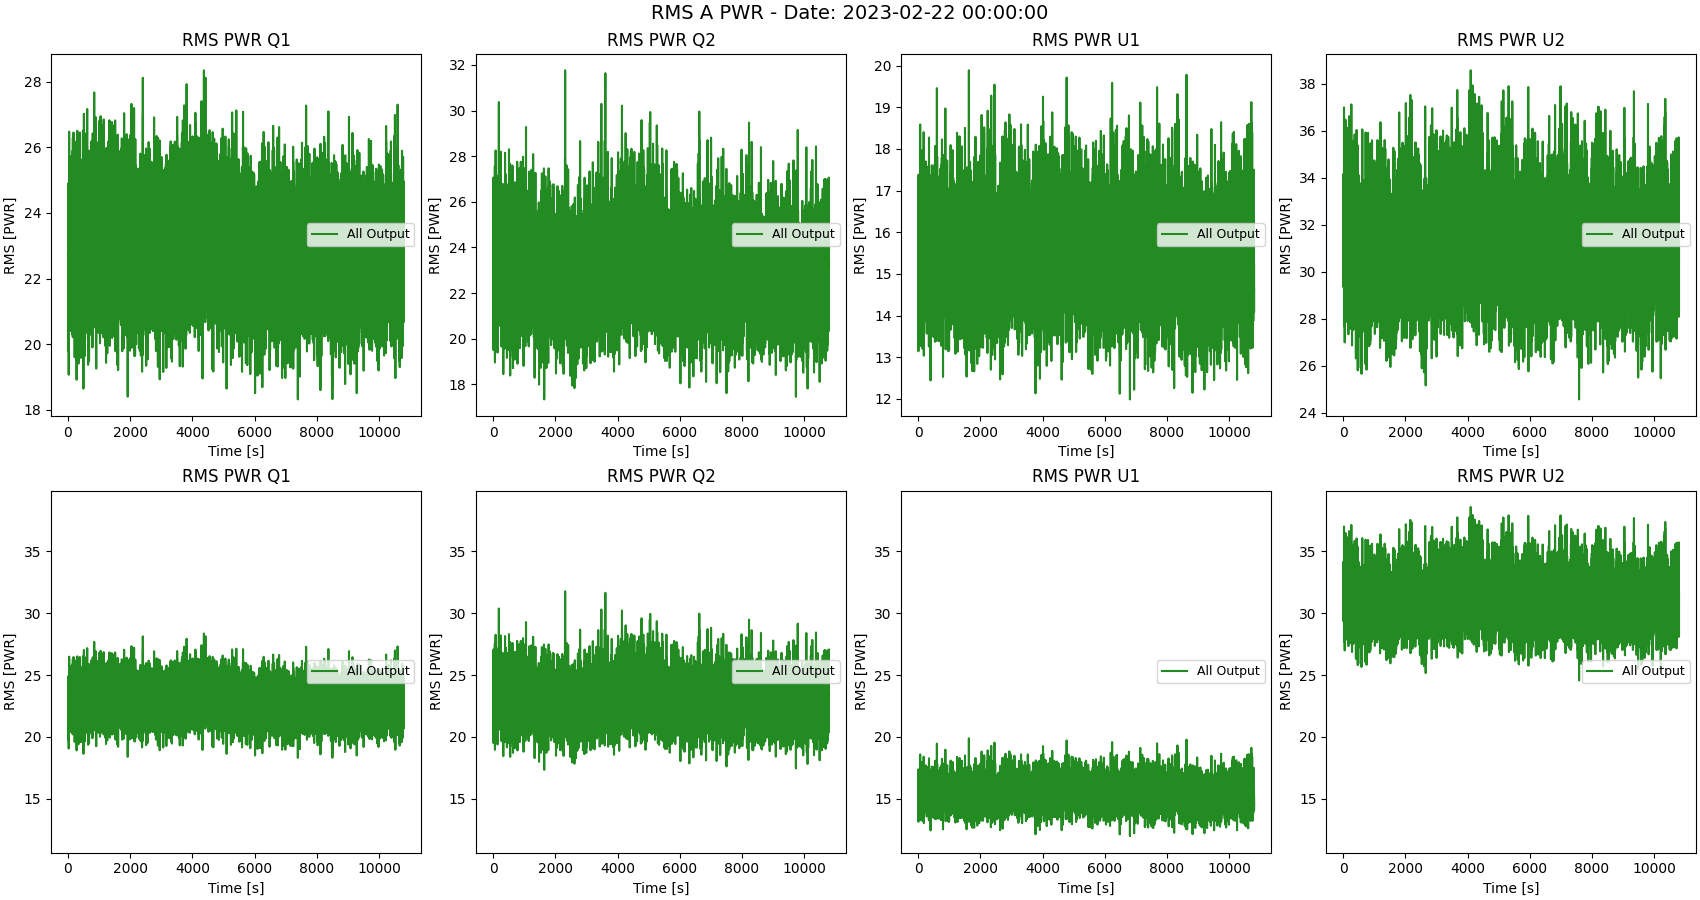 RMS A PWR - Date: 2023-02-22 00:00:00
RMS PWR Q1
RMS PWR Q2
RMS PWR U1
RMS PWR U2
RMS [PWR]
28
26
24
22
20
18
All Output
0 2000 4000 6000 8000 10000
Time [s]
RMS [PWR]
32
30
28
26
24
22
20
18
All Output
0 2000 4000 6000 8000 10000
Time [s]
RMS [PWR]
20
19
18
17
16
15
14
13
12
All Output
0 2000 4000 6000 8000 10000
Time [s]
RMS [PWR]
38
36
34
32
30
28
26
24
All Output
0 2000 4000 6000 8000 10000
Time [s]
RMS PWR Q1
RMS PWR Q2
RMS PWR U1
RMS PWR U2
RMS [PWR]
35
30
25
20
15
All Output
0 2000 4000 6000 8000 10000
Time [s]
RMS [PWR]
35
30
25
20
15
All Output
0 2000 4000 6000 8000 10000
Time [s]
RMS [PWR]
35
30
25
20
15
All Output
0 2000 4000 6000 8000 10000
Time [s]
RMS [PWR]
35
30
25
20
15
All Output
0 2000 4000 6000 8000 10000
Time [s]